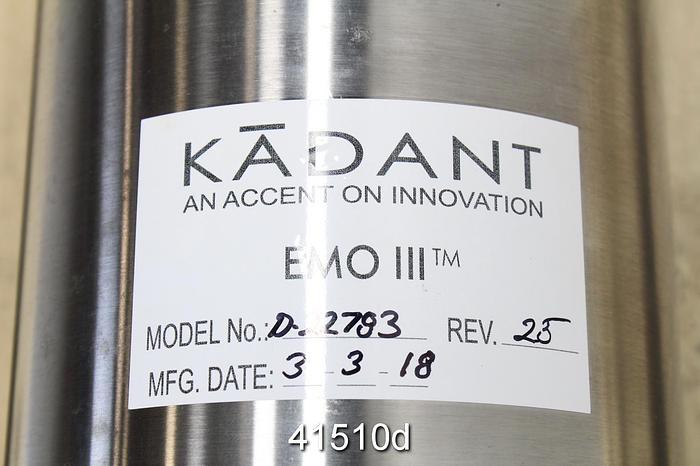 KĀDANT
AN ACCENT ON INNOVATION
EMO III™
MODEL No.: D-22793 REV. 25
MFG. DATE: 3 - 3 - 18
41510d